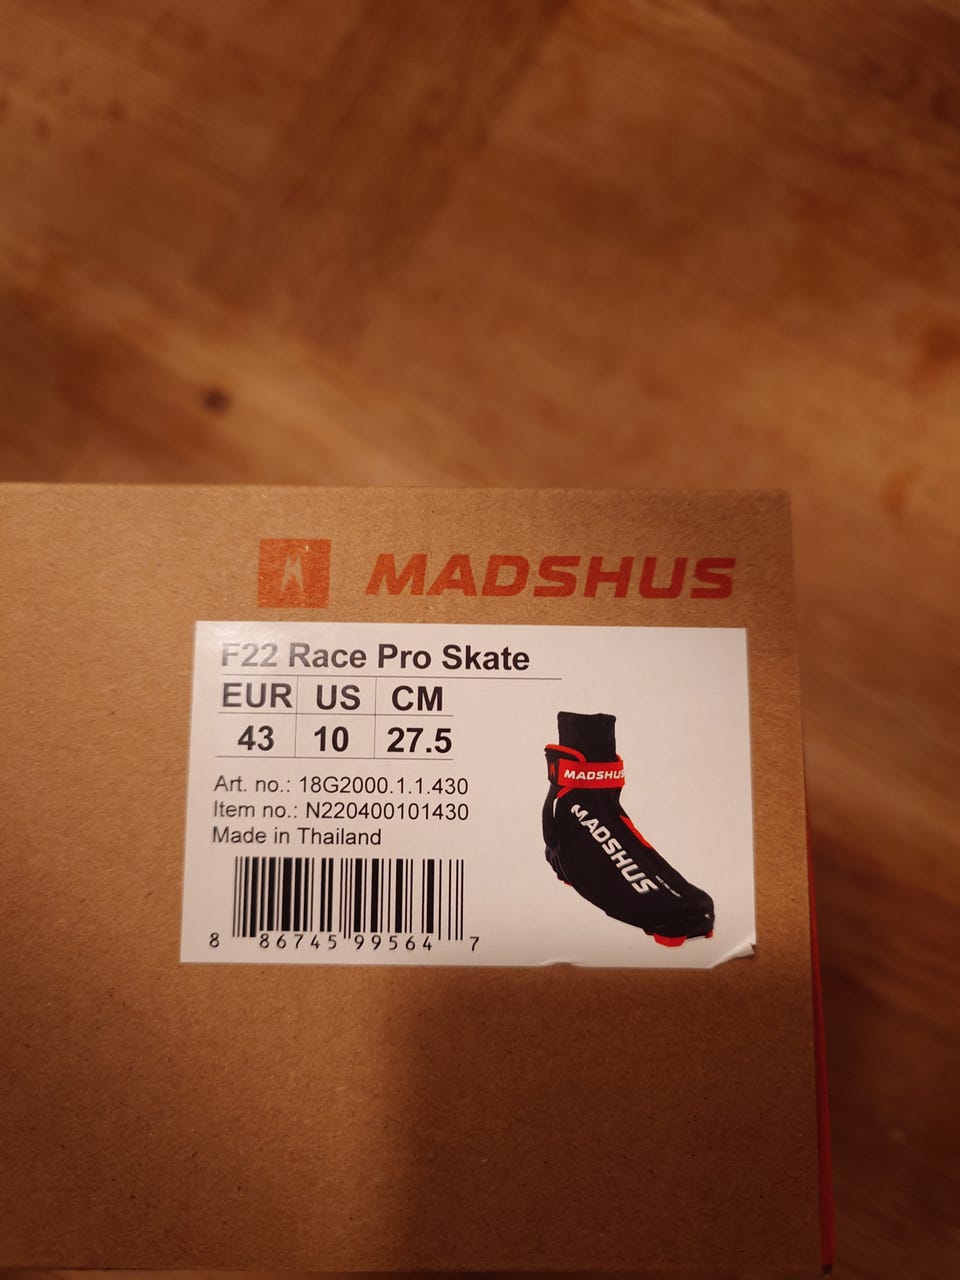 MADSHUS
F22 Race Pro Skate
EUR US CM
43 10 27.5
Art. no.: 18G2000.1.1.430
Item no.: N220400101430
Made in Thailand
8 86745 99564 7
MADSHUS
MADSHUS